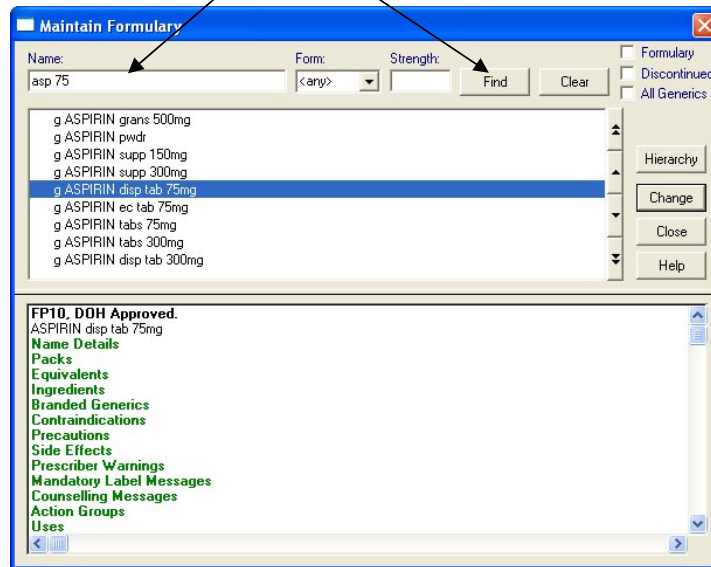 Maintain Formulary
Name:
Form:
Strength:
Formulary
asp 75
<any>
Find
Clear
Discontinued
All Generics
g ASPIRIN grans 500mg
g ASPIRIN pwdr
g ASPIRIN supp 150mg
g ASPIRIN supp 300mg
g ASPIRIN disp tab 75mg
g ASPIRIN ec tab 75mg
g ASPIRIN tabs 75mg
g ASPIRIN tabs 300mg
g ASPIRIN disp tab 300mg
Hierarchy
Change
Close
Help
FP10, DOH Approved.
ASPIRIN disp tab 75mg
Name Details
Packs
Equivalents
Ingredients
Branded Generics
Contraindications
Precautions
Side Effects
Prescriber Warnings
Mandatory Label Messages
Counselling Messages
Action Groups
Uses